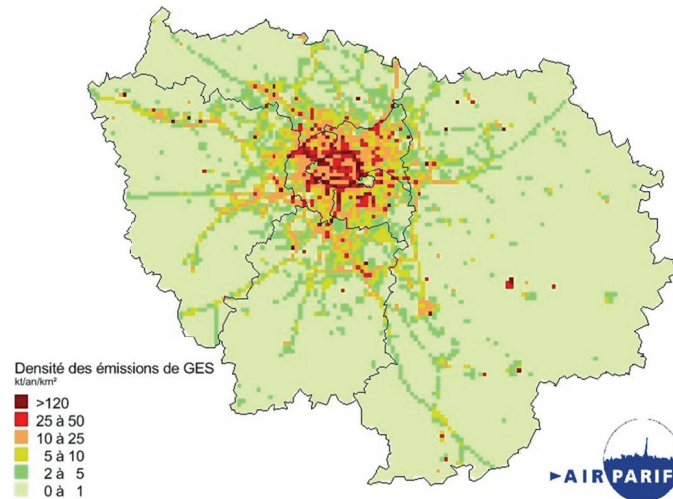 Densité des émissions de GES
kt/an/km²
>120
25 à 50
10 à 25
5 à 10
2 à 5
0 à 1
AIRPARIF